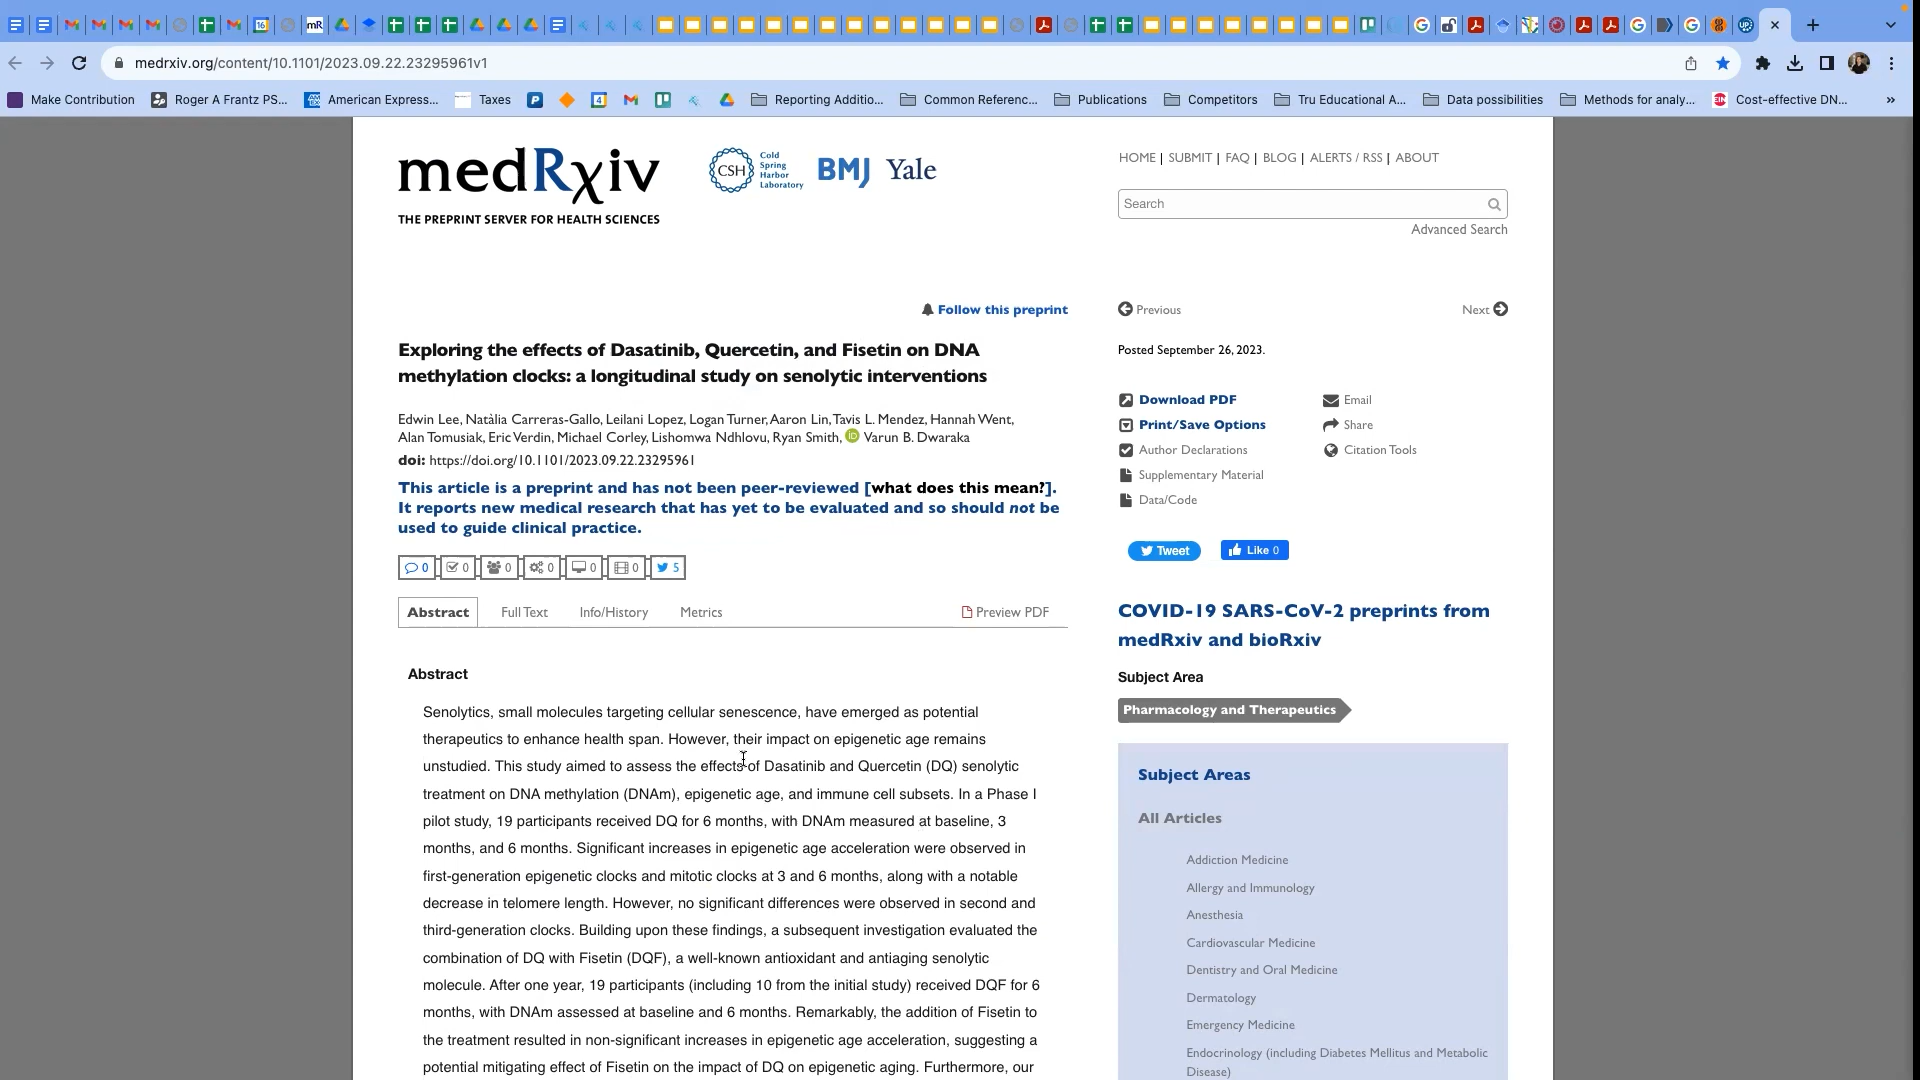 medrxiv.org/content/10.1101/2023.09.22.23295961v1
Make Contribution
Roger A Frantz PS...
American Express...
Taxes
Reporting Additio...
Common Referenc...
Publications
Competitors
Tru Educational A...
Data possibilities
Methods for analy...
Cost-effective DN...
»
medRxiv
THE PREPRINT SERVER FOR HEALTH SCIENCES
CSH
Cold
Spring
Harbor
Laboratory
BMJ
Yale
HOME | SUBMIT | FAQ | BLOG | ALERTS / RSS | ABOUT
Search
Advanced Search
Follow this preprint
Previous
Next
Exploring the effects of Dasatinib, Quercetin, and Fisetin on DNA
methylation clocks: a longitudinal study on senolytic interventions
Posted September 26, 2023.
Edwin Lee, Natàlia Carreras-Gallo, Leilani Lopez, Logan Turner, Aaron Lin, Tavis L. Mendez, Hannah Went,
Alan Tomusiak, Eric Verdin, Michael Corley, Lishomwa Ndhlovu, Ryan Smith, iD Varun B. Dwaraka
doi: https://doi.org/10.1101/2023.09.22.23295961
This article is a preprint and has not been peer-reviewed [what does this mean?].
It reports new medical research that has yet to be evaluated and so should not be
used to guide clinical practice.
0 0 0 0 0 0 5
Abstract Full Text Info/History Metrics Preview PDF
Abstract
Senolytics, small molecules targeting cellular senescence, have emerged as potential
therapeutics to enhance health span. However, their impact on epigenetic age remains
unstudied. This study aimed to assess the effects of Dasatinib and Quercetin (DQ) senolytic
treatment on DNA methylation (DNAm), epigenetic age, and immune cell subsets. In a Phase I
pilot study, 19 participants received DQ for 6 months, with DNAm measured at baseline, 3
months, and 6 months. Significant increases in epigenetic age acceleration were observed in
first-generation epigenetic clocks and mitotic clocks at 3 and 6 months, along with a notable
decrease in telomere length. However, no significant differences were observed in second and
third-generation clocks. Building upon these findings, a subsequent investigation evaluated the
combination of DQ with Fisetin (DQF), a well-known antioxidant and antiaging senolytic
molecule. After one year, 19 participants (including 10 from the initial study) received DQF for 6
months, with DNAm assessed at baseline and 6 months. Remarkably, the addition of Fisetin to
the treatment resulted in non-significant increases in epigenetic age acceleration, suggesting a
potential mitigating effect of Fisetin on the impact of DQ on epigenetic aging. Furthermore, our
Download PDF
Email
Print/Save Options
Share
Author Declarations
Citation Tools
Supplementary Material
Data/Code
Tweet
Like 0
COVID-19 SARS-CoV-2 preprints from
medRxiv and bioRxiv
Subject Area
Pharmacology and Therapeutics
Subject Areas
All Articles
Addiction Medicine
Allergy and Immunology
Anesthesia
Cardiovascular Medicine
Dentistry and Oral Medicine
Dermatology
Emergency Medicine
Endocrinology (including Diabetes Mellitus and Metabolic
Disease)